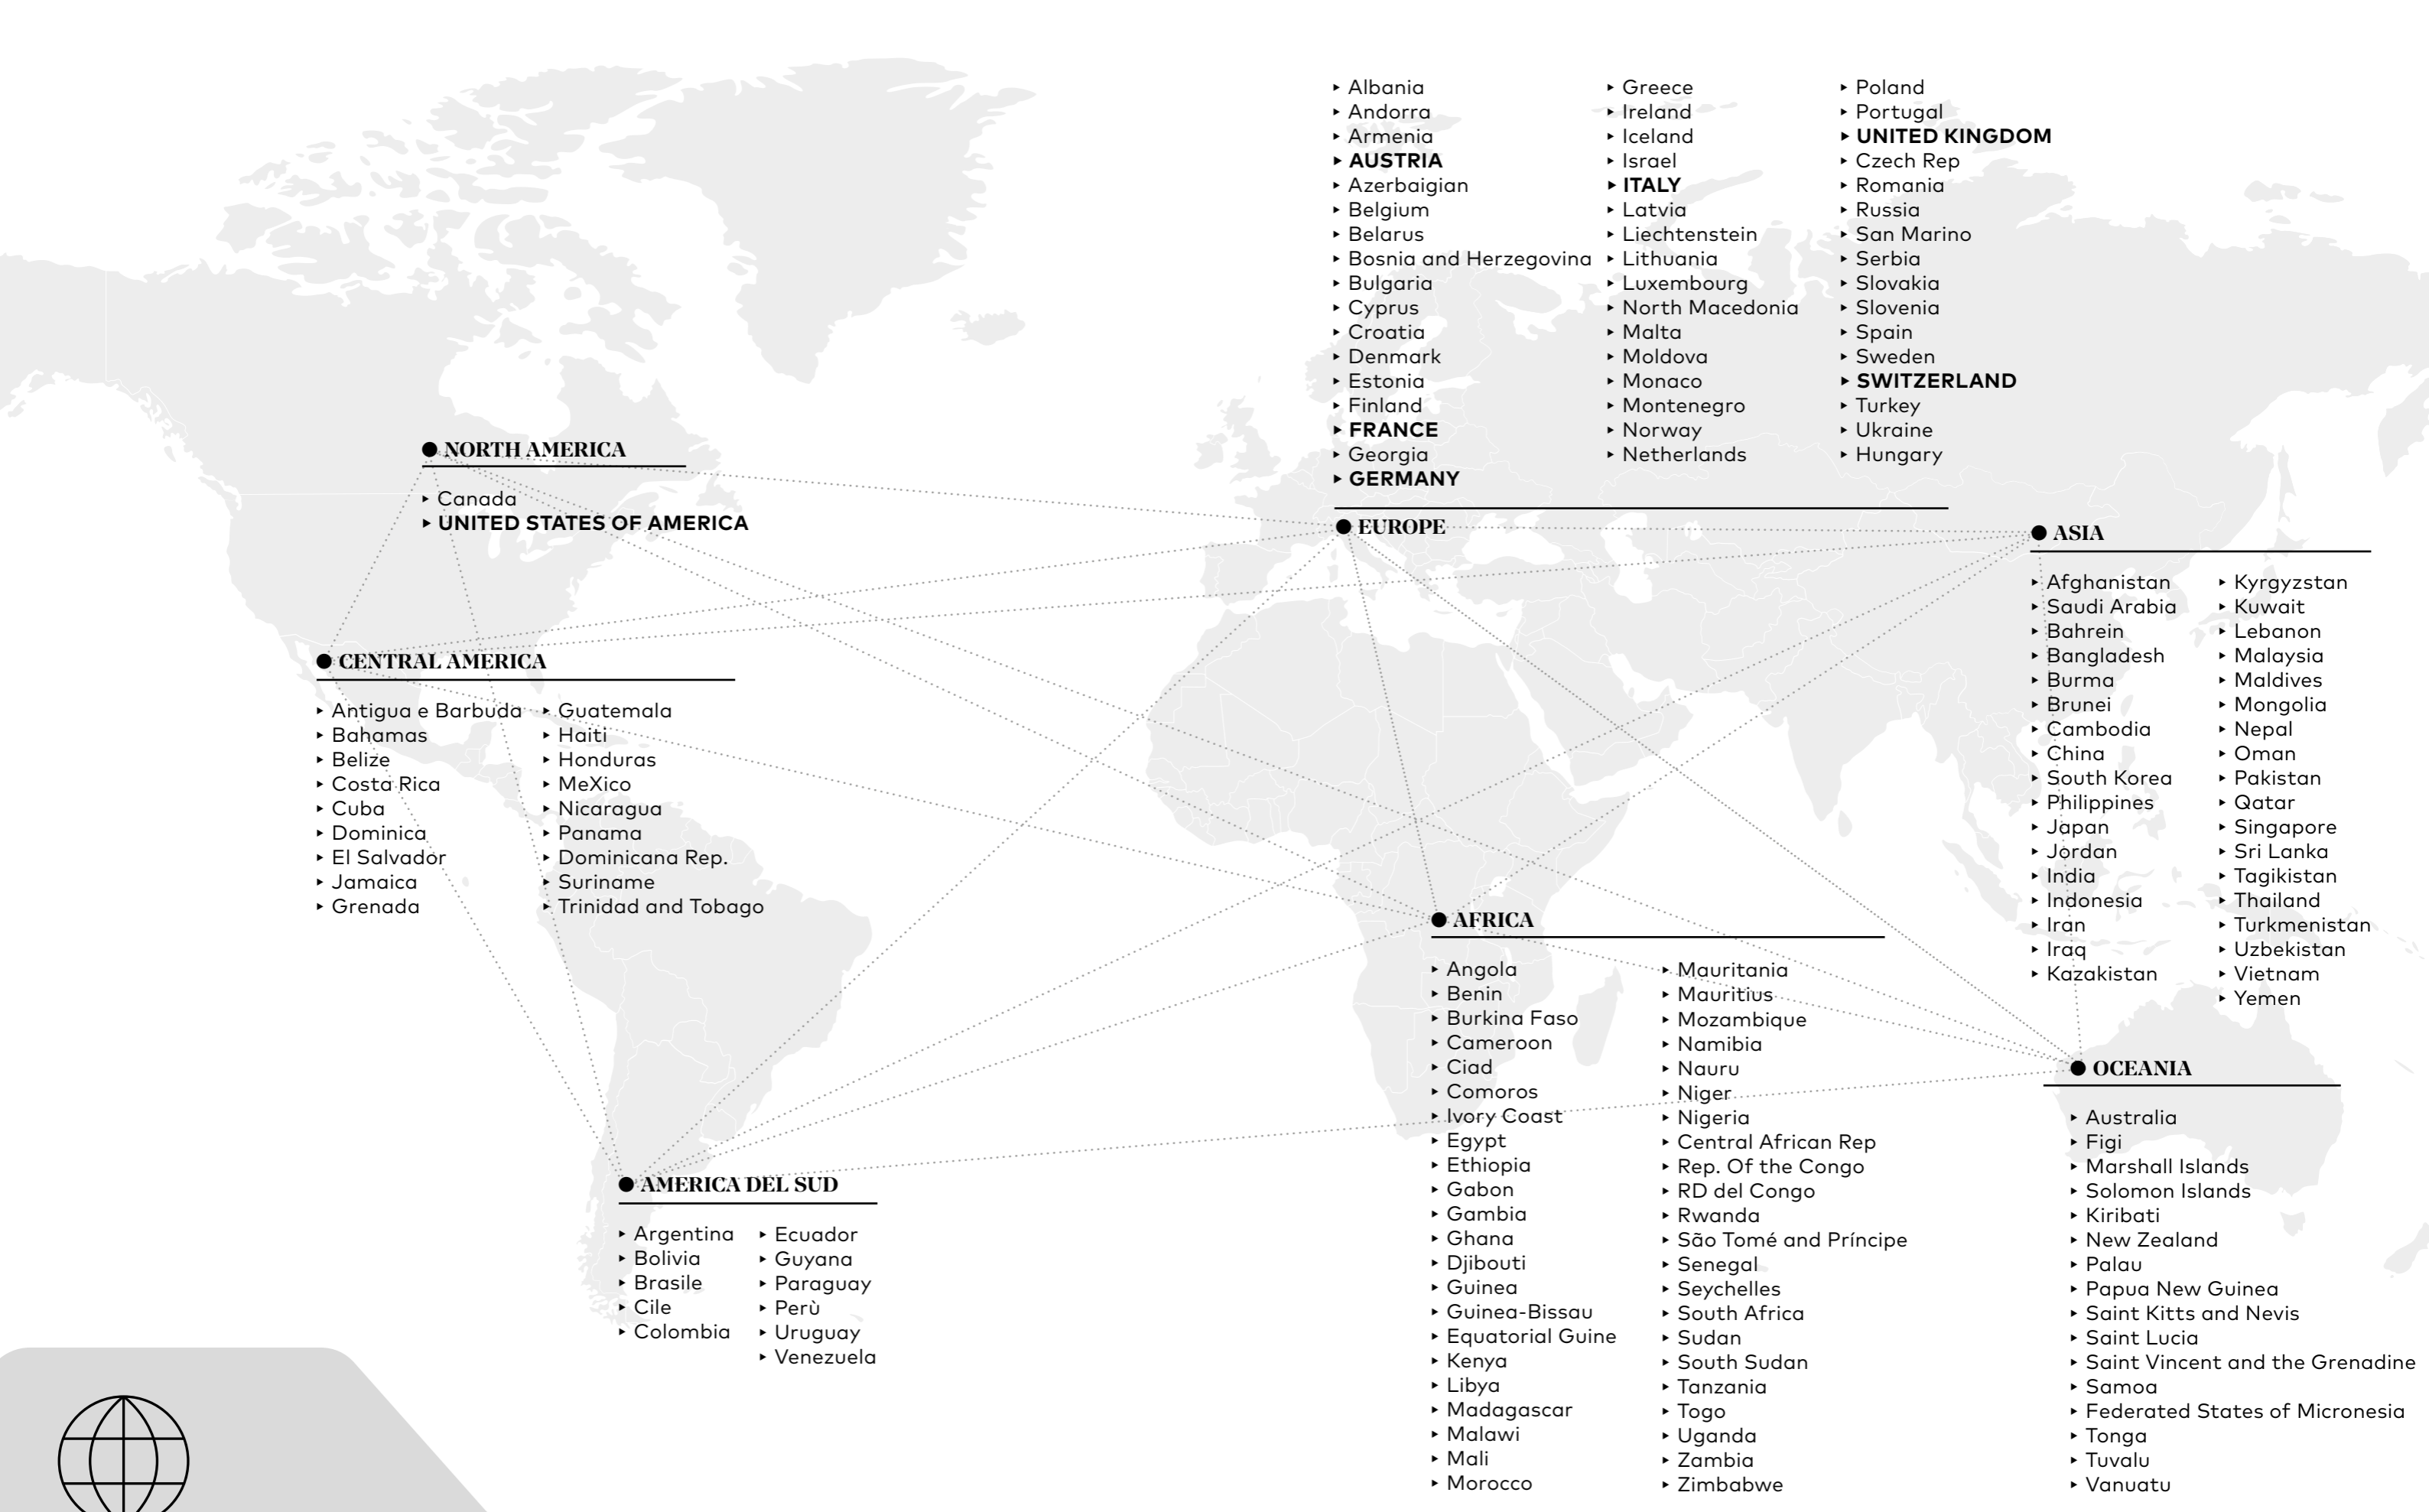 Albania
Andorra
Armenia
AUSTRIA
Azerbaigian
Belgium
Belarus
Bosnia and Herzegovina
Bulgaria
Cyprus
Croatia
Denmark
Estonia
Finland
FRANCE
Georgia
GERMANY
Greece
Ireland
Iceland
Israel
ITALY
Latvia
Liechtenstein
Lithuania
Luxembourg
North Macedonia
Malta
Moldova
Monaco
Montenegro
Norway
Netherlands
Poland
Portugal
UNITED KINGDOM
Czech Rep
Romania
Russia
San Marino
Serbia
Slovakia
Slovenia
Spain
Sweden
SWITZERLAND
Turkey
Ukraine
Hungary
EUROPE
NORTH AMERICA
Canada
UNITED STATES OF AMERICA
CENTRAL AMERICA
Antigua e Barbuda
Bahamas
Belize
Costa Rica
Cuba
Dominica
El Salvador
Jamaica
Grenada
Guatemala
Haiti
Honduras
MeXico
Nicaragua
Panama
Dominicana Rep.
Suriname
Trinidad and Tobago
ASIA
Afghanistan
Saudi Arabia
Bahrein
Bangladesh
Burma
Brunei
Cambodia
China
South Korea
Philippines
Japan
Jordan
India
Indonesia
Iran
Iraq
Kazakistan
Kyrgyzstan
Kuwait
Lebanon
Malaysia
Maldives
Mongolia
Nepal
Oman
Pakistan
Qatar
Singapore
Sri Lanka
Tagikistan
Thailand
Turkmenistan
Uzbekistan
Vietnam
Yemen
AFRICA
Angola
Benin
Burkina Faso
Cameroon
Ciad
Comoros
Ivory Coast
Egypt
Ethiopia
Gabon
Gambia
Ghana
Djibouti
Guinea
Guinea-Bissau
Equatorial Guine
Kenya
Libya
Madagascar
Malawi
Mali
Morocco
Mauritania
Mauritius
Mozambique
Namibia
Nauru
Niger
Nigeria
Central African Rep
Rep. Of the Congo
RD del Congo
Rwanda
São Tomé and Príncipe
Senegal
Seychelles
South Africa
Sudan
South Sudan
Tanzania
Togo
Uganda
Zambia
Zimbabwe
OCEANIA
Australia
Figi
Marshall Islands
Solomon Islands
Kiribati
New Zealand
Palau
Papua New Guinea
Saint Kitts and Nevis
Saint Lucia
Saint Vincent and the Grenadine
Samoa
Federated States of Micronesia
Tonga
Tuvalu
Vanuatu
AMERICA DEL SUD
Argentina
Bolivia
Brasile
Cile
Colombia
Ecuador
Guyana
Paraguay
Perù
Uruguay
Venezuela